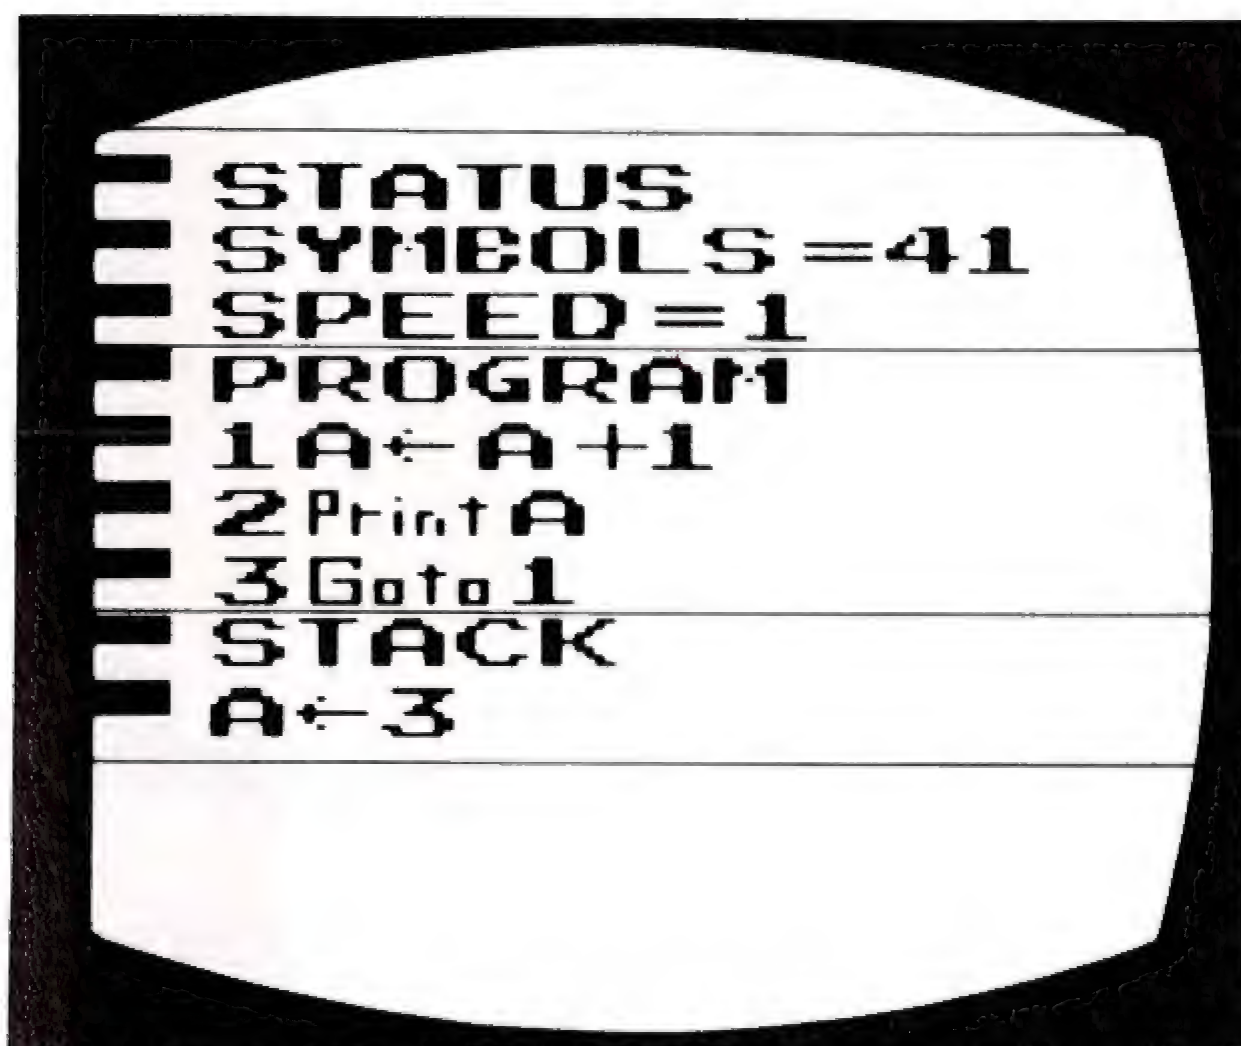 STATUS
SYMBOLS=41
SPEED=1
PROGRAM
1A←A+1
2PrintA
3Goto1
STACK
A←3